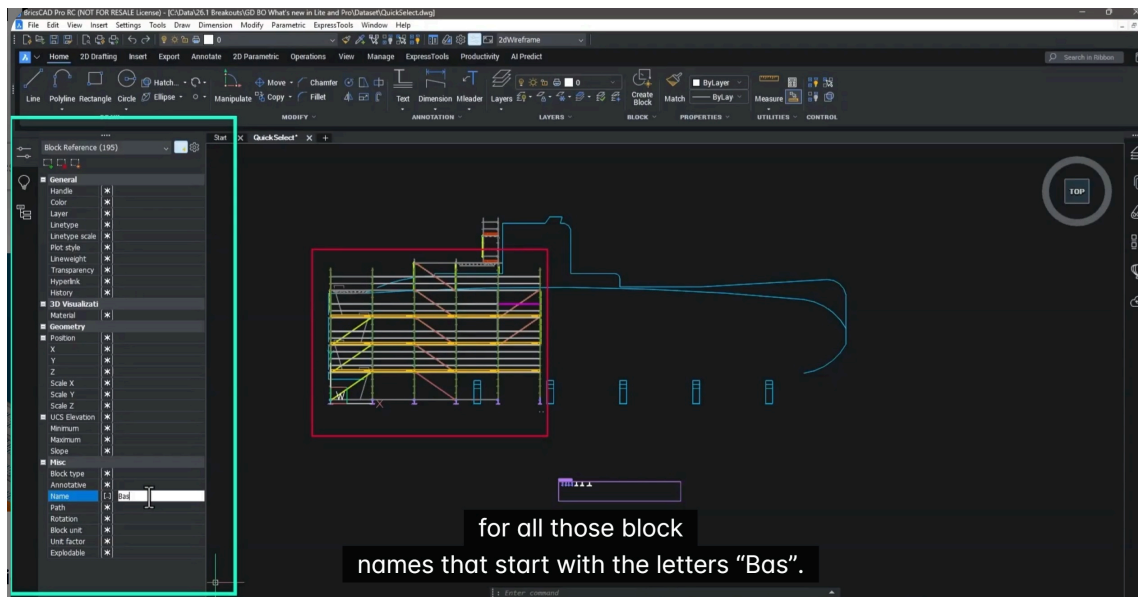 BricsCAD Pro RC (NOT FOR RESALE License) - [C:\Data\26.1 Breakouts\GD BO What's new in Lite and Pro\Dataset\QuickSelect.dwg]
File Edit View Insert Settings Tools Draw Dimension Modify Parametric ExpressTools Window Help
0 2dWireframe
Home 2D Drafting Insert Export Annotate 2D Parametric Operations View Manage ExpressTools Productivity AI Predict Search in Ribbon
Hatch... Move Chamfer 0 ByLayer
Line Polyline Rectangle Circle Ellipse Manipulate Copy Fillet Text Dimension Mleader Layers Create Block Match ByLay Measure
MODIFY ANNOTATION LAYERS BLOCK PROPERTIES UTILITIES CONTROL
Start QuickSelect*
Block Reference (195)
General
Handle
Color
Layer
Linetype
Linetype scale
Plot style
Lineweight
Transparency
Hyperlink
History
3D Visualizati
Material
Geometry
Position
X
Y
Z
Scale X
Scale Y
Scale Z
UCS Elevation
Minimum
Maximum
Slope
Misc
Block type
Annotative
Name [..] Bas
Path
Rotation
Block unit
Unit factor
Explodable
TOP
W
X
for all those block
names that start with the letters “Bas”.
: Enter command